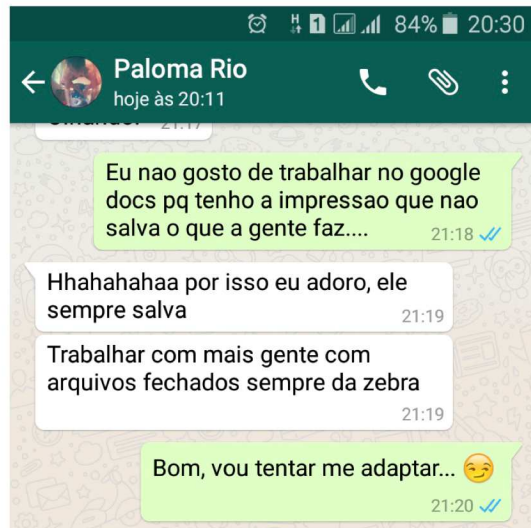 84% 20:30
Paloma Rio
hoje às 20:11
21:17
Eu nao gosto de trabalhar no google
docs pq tenho a impressao que nao
salva o que a gente faz....
21:18
Hhahahahaa por isso eu adoro, ele
sempre salva
21:19
Trabalhar com mais gente com
arquivos fechados sempre da zebra
21:19
Bom, vou tentar me adaptar... 😏
21:20